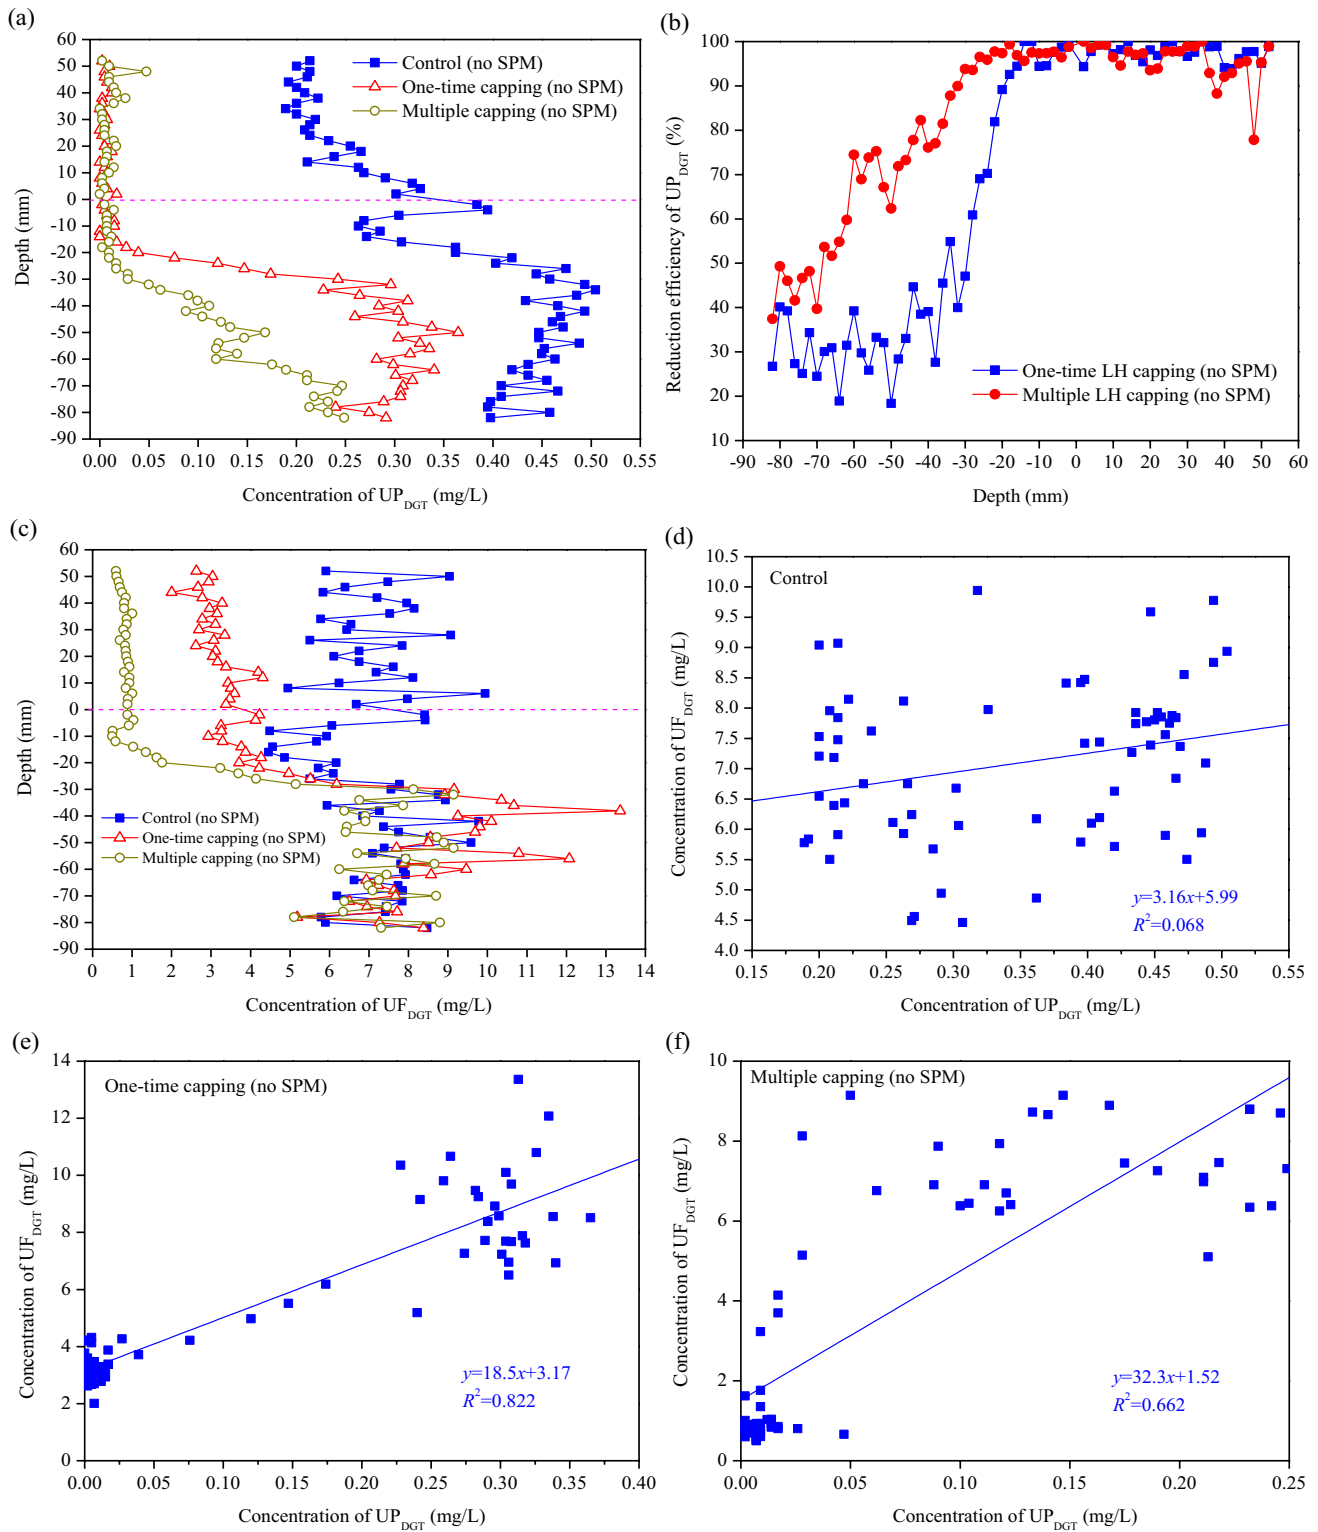 (a)
60
50
40
30
20
10
0
-10
-20
-30
-40
-50
-60
-70
-80
-90
Depth (mm)
Control (no SPM)
One-time capping (no SPM)
Multiple capping (no SPM)
0.00 0.05 0.10 0.15 0.20 0.25 0.30 0.35 0.40 0.45 0.50 0.55
Concentration of UP_DGT (mg/L)
(b)
100
90
80
70
60
50
40
30
20
10
Reduction efficiency of UP_DGT (%)
One-time LH capping (no SPM)
Multiple LH capping (no SPM)
-90 -80 -70 -60 -50 -40 -30 -20 -10 0 10 20 30 40 50 60
Depth (mm)
(c)
60
50
40
30
20
10
0
-10
-20
-30
-40
-50
-60
-70
-80
-90
Depth (mm)
Control (no SPM)
One-time capping (no SPM)
Multiple capping (no SPM)
0 1 2 3 4 5 6 7 8 9 10 11 12 13 14
Concentration of UF_DGT (mg/L)
(d)
10.5
10.0
9.5
9.0
8.5
8.0
7.5
7.0
6.5
6.0
5.5
5.0
4.5
4.0
Concentration of UF_DGT (mg/L)
Control
y=3.16x+5.99
R²=0.068
0.15 0.20 0.25 0.30 0.35 0.40 0.45 0.50 0.55
Concentration of UP_DGT (mg/L)
(e)
14
12
10
8
6
4
2
0
Concentration of UF_DGT (mg/L)
One-time capping (no SPM)
y=18.5x+3.17
R²=0.822
0.00 0.05 0.10 0.15 0.20 0.25 0.30 0.35 0.40
Concentration of UP_DGT (mg/L)
(f)
10
8
6
4
2
0
Concentration of UF_DGT (mg/L)
Multiple capping (no SPM)
y=32.3x+1.52
R²=0.662
0.00 0.05 0.10 0.15 0.20 0.25
Concentration of UP_DGT (mg/L)